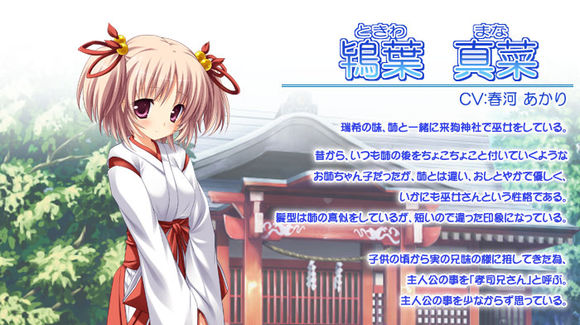 ときわ まな
鴇葉 真菜
CV:春河 あかり
瑞希の妹、姉と一緒に来狗神社で巫女をしている。
昔から、いつも姉の後をちょこちょこと付いていくような
お姉ちゃん子だったが、姉とは違い、おしとやかで優しく、
いかにも巫女さんという性格である。
髪型は姉の真似をしているが、短いので違った印象になっている。
子供の頃から実の兄妹の様に接してきた為、
主人公の事を「孝司兄さん」と呼ぶ。
主人公の事を少なからず思っている。